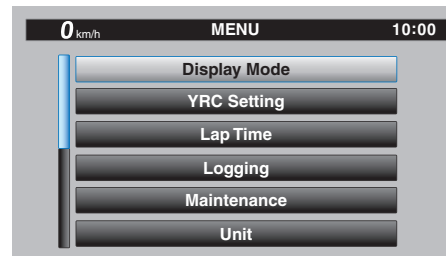 0 km/h MENU 10:00
Display Mode
YRC Setting
Lap Time
Logging
Maintenance
Unit